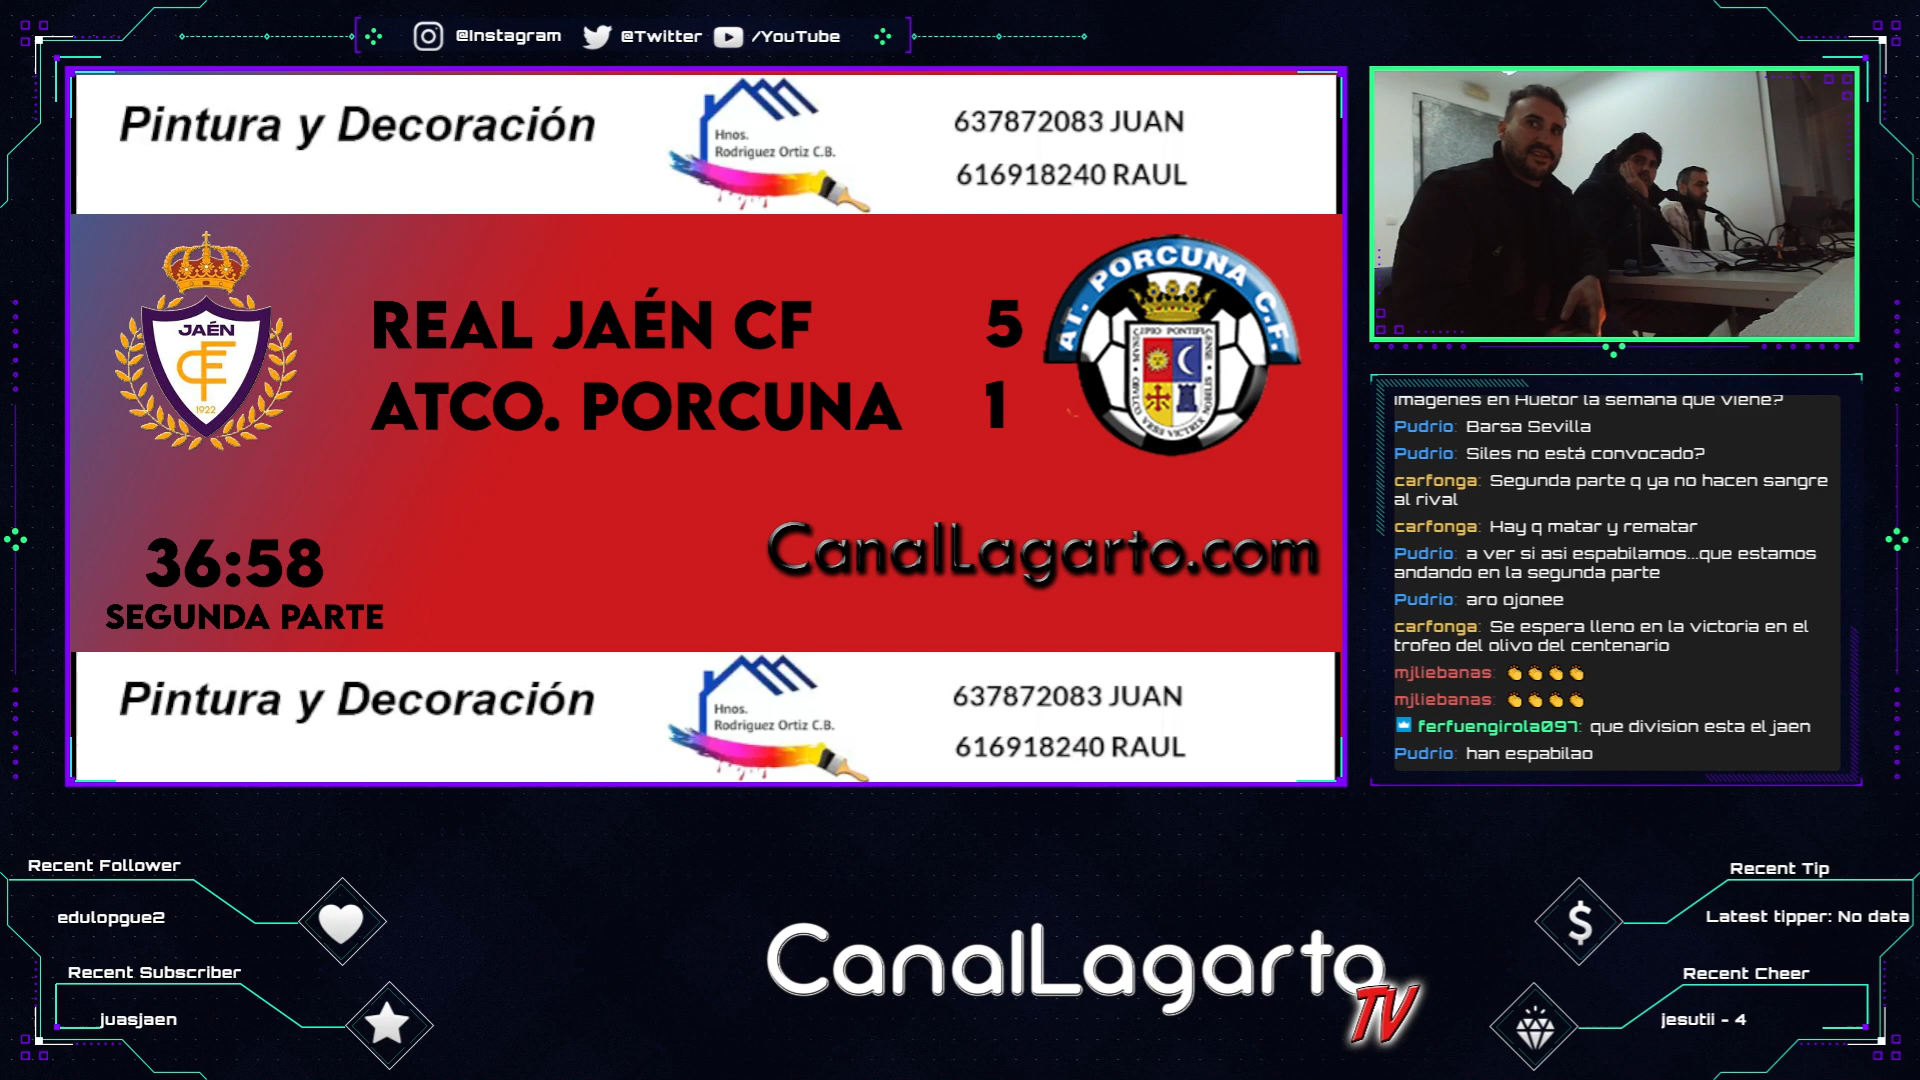 @Instagram @Twitter /YouTube
Pintura y Decoración
Hnos.
Rodriguez Ortiz C.B.
637872083 JUAN
616918240 RAUL
JAÉN
CF
1922
REAL JAÉN CF 5
ATCO. PORCUNA 1
AT. PORCUNA C.F.
36:58
SEGUNDA PARTE
CanalLagarto.com
Pintura y Decoración
Hnos.
Rodriguez Ortiz C.B.
637872083 JUAN
616918240 RAUL
imagenes en Huetor la semana que viene?
Pudrio: Barsa Sevilla
Pudrio: Siles no está convocado?
carfonga: Segunda parte q ya no hacen sangre
al rival
carfonga: Hay q matar y rematar
Pudrio: a ver si asi espabilamos...que estamos
andando en la segunda parte
Pudrio: aro ojonee
carfonga: Se espera lleno en la victoria en el
trofeo del olivo del centenario
mjliebanas: 👏👏👏👏
mjliebanas: 👏👏👏👏
ferfuengirola097: que division esta el jaen
Pudrio: han espabilao
Recent Follower
edulopgue2
Recent Subscriber
juasjaen
CanalLagarto
TV
Recent Tip
Latest tipper: No data
Recent Cheer
jesutii - 4